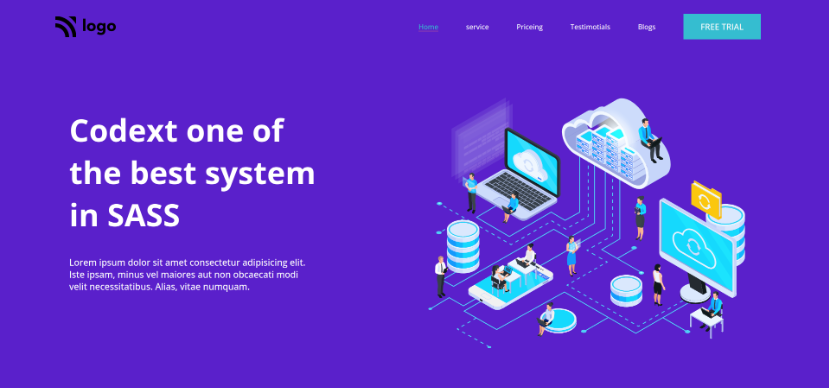 logo
Home
service
Priceing
Testimotials
Blogs
FREE TRIAL
Codext one of
the best system
in SASS
Lorem ipsum dolor sit amet consectetur adipisicing elit.
Iste ipsam, minus vel maiores aut non obcaecati modi
velit necessitatibus. Alias, vitae numquam.